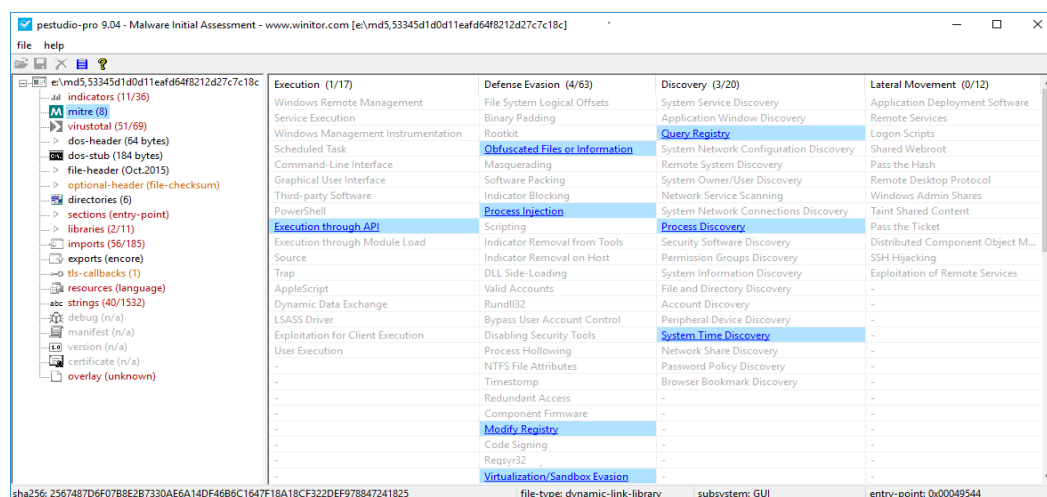 pestudio-pro 9.04 - Malware Initial Assessment - www.winitor.com [e:\md5,53345d1d0d11eafd64f8212d27c7c18c]
file help
e:\md5,53345d1d0d11eafd64f8212d27c7c18c
indicators (11/36)
M mitre (8)
virustotal (51/69)
dos-header (64 bytes)
dos-stub (184 bytes)
file-header (Oct.2015)
optional-header (file-checksum)
directories (6)
sections (entry-point)
libraries (2/11)
imports (56/185)
exports (encore)
tls-callbacks (1)
resources (language)
abc strings (40/1532)
debug (n/a)
manifest (n/a)
1.0 version (n/a)
certificate (n/a)
overlay (unknown)
Execution (1/17)
Windows Remote Management
Service Execution
Windows Management Instrumentation
Scheduled Task
Command-Line Interface
Graphical User Interface
Third-party Software
PowerShell
Execution through API
Execution through Module Load
Source
Trap
AppleScript
Dynamic Data Exchange
LSASS Driver
Exploitation for Client Execution
User Execution
-
-
-
-
-
-
-
-
Defense Evasion (4/63)
File System Logical Offsets
Binary Padding
Rootkit
Obfuscated Files or Information
Masquerading
Software Packing
Indicator Blocking
Process Injection
Scripting
Indicator Removal from Tools
Indicator Removal on Host
DLL Side-Loading
Valid Accounts
Rundll32
Bypass User Account Control
Disabling Security Tools
Process Hollowing
NTFS File Attributes
Timestomp
Redundant Access
Component Firmware
Modify Registry
Code Signing
Regsvr32
Virtualization/Sandbox Evasion
Discovery (3/20)
System Service Discovery
Application Window Discovery
Query Registry
System Network Configuration Discovery
Remote System Discovery
System Owner/User Discovery
Network Service Scanning
System Network Connections Discovery
Process Discovery
Security Software Discovery
Permission Groups Discovery
System Information Discovery
File and Directory Discovery
Account Discovery
Peripheral Device Discovery
System Time Discovery
Network Share Discovery
Password Policy Discovery
Browser Bookmark Discovery
-
-
-
-
-
-
Lateral Movement (0/12)
Application Deployment Software
Remote Services
Logon Scripts
Shared Webroot
Pass the Hash
Remote Desktop Protocol
Windows Admin Shares
Taint Shared Content
Pass the Ticket
Distributed Component Object M...
SSH Hijacking
Exploitation of Remote Services
-
-
-
-
-
-
-
-
-
-
-
-
-
sha256: 2567487D6F07B8E2B7330AE6A14DF46B6C1647F18A18CF322DEF978847241825
file-type: dynamic-link-library
subsystem: GUI
entry-point: 0x00049544